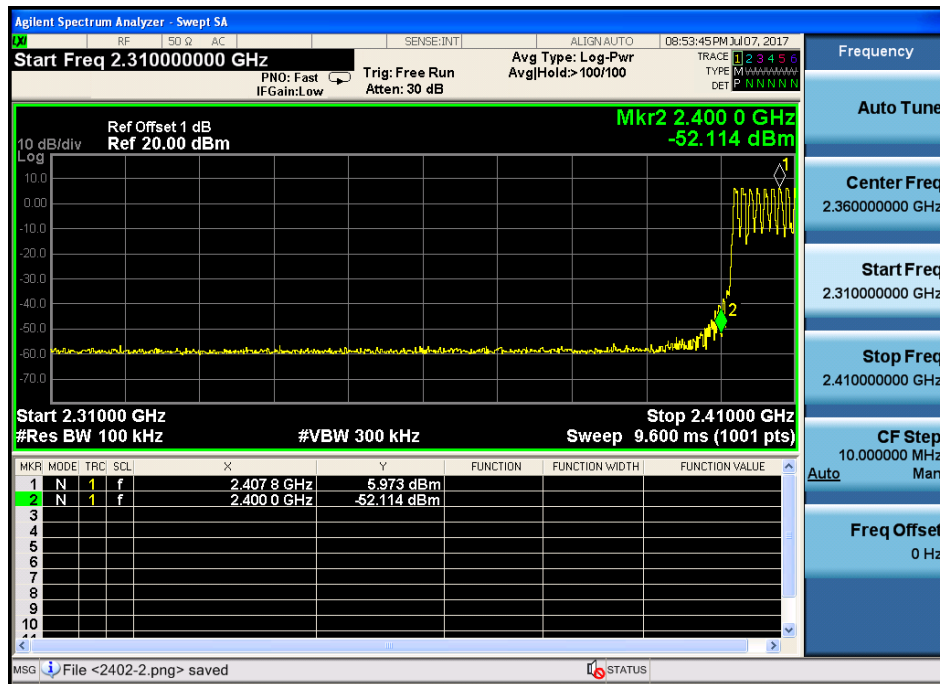 Agilent Spectrum Analyzer - Swept SA
LXI RF 50 Ω AC SENSE:INT ALIGN AUTO 08:53:45 PM Jul 07, 2017
Start Freq 2.310000000 GHz
PNO: Fast
IFGain:Low
Trig: Free Run
Atten: 30 dB
Avg Type: Log-Pwr
Avg|Hold:>100/100
TRACE 1 2 3 4 5 6
TYPE M WWWWW
DET P N N N N N
Mkr2 2.400 0 GHz
-52.114 dBm
Ref Offset 1 dB
10 dB/div Ref 20.00 dBm
Log
10.0
0.00
-10.0
-20.0
-30.0
-40.0
-50.0
-60.0
-70.0
1
2
Start 2.31000 GHz Stop 2.41000 GHz
#Res BW 100 kHz #VBW 300 kHz Sweep 9.600 ms (1001 pts)
MKR MODE TRC SCL X Y FUNCTION FUNCTION WIDTH FUNCTION VALUE
1 N 1 f 2.407 8 GHz 5.973 dBm
2 N 1 f 2.400 0 GHz -52.114 dBm
3
4
5
6
7
8
9
10
MSG File <2402-2.png> saved STATUS
Frequency
Auto Tune
Center Freq
2.360000000 GHz
Start Freq
2.310000000 GHz
Stop Freq
2.410000000 GHz
CF Step
10.000000 MHz
Auto Man
Freq Offset
0 Hz